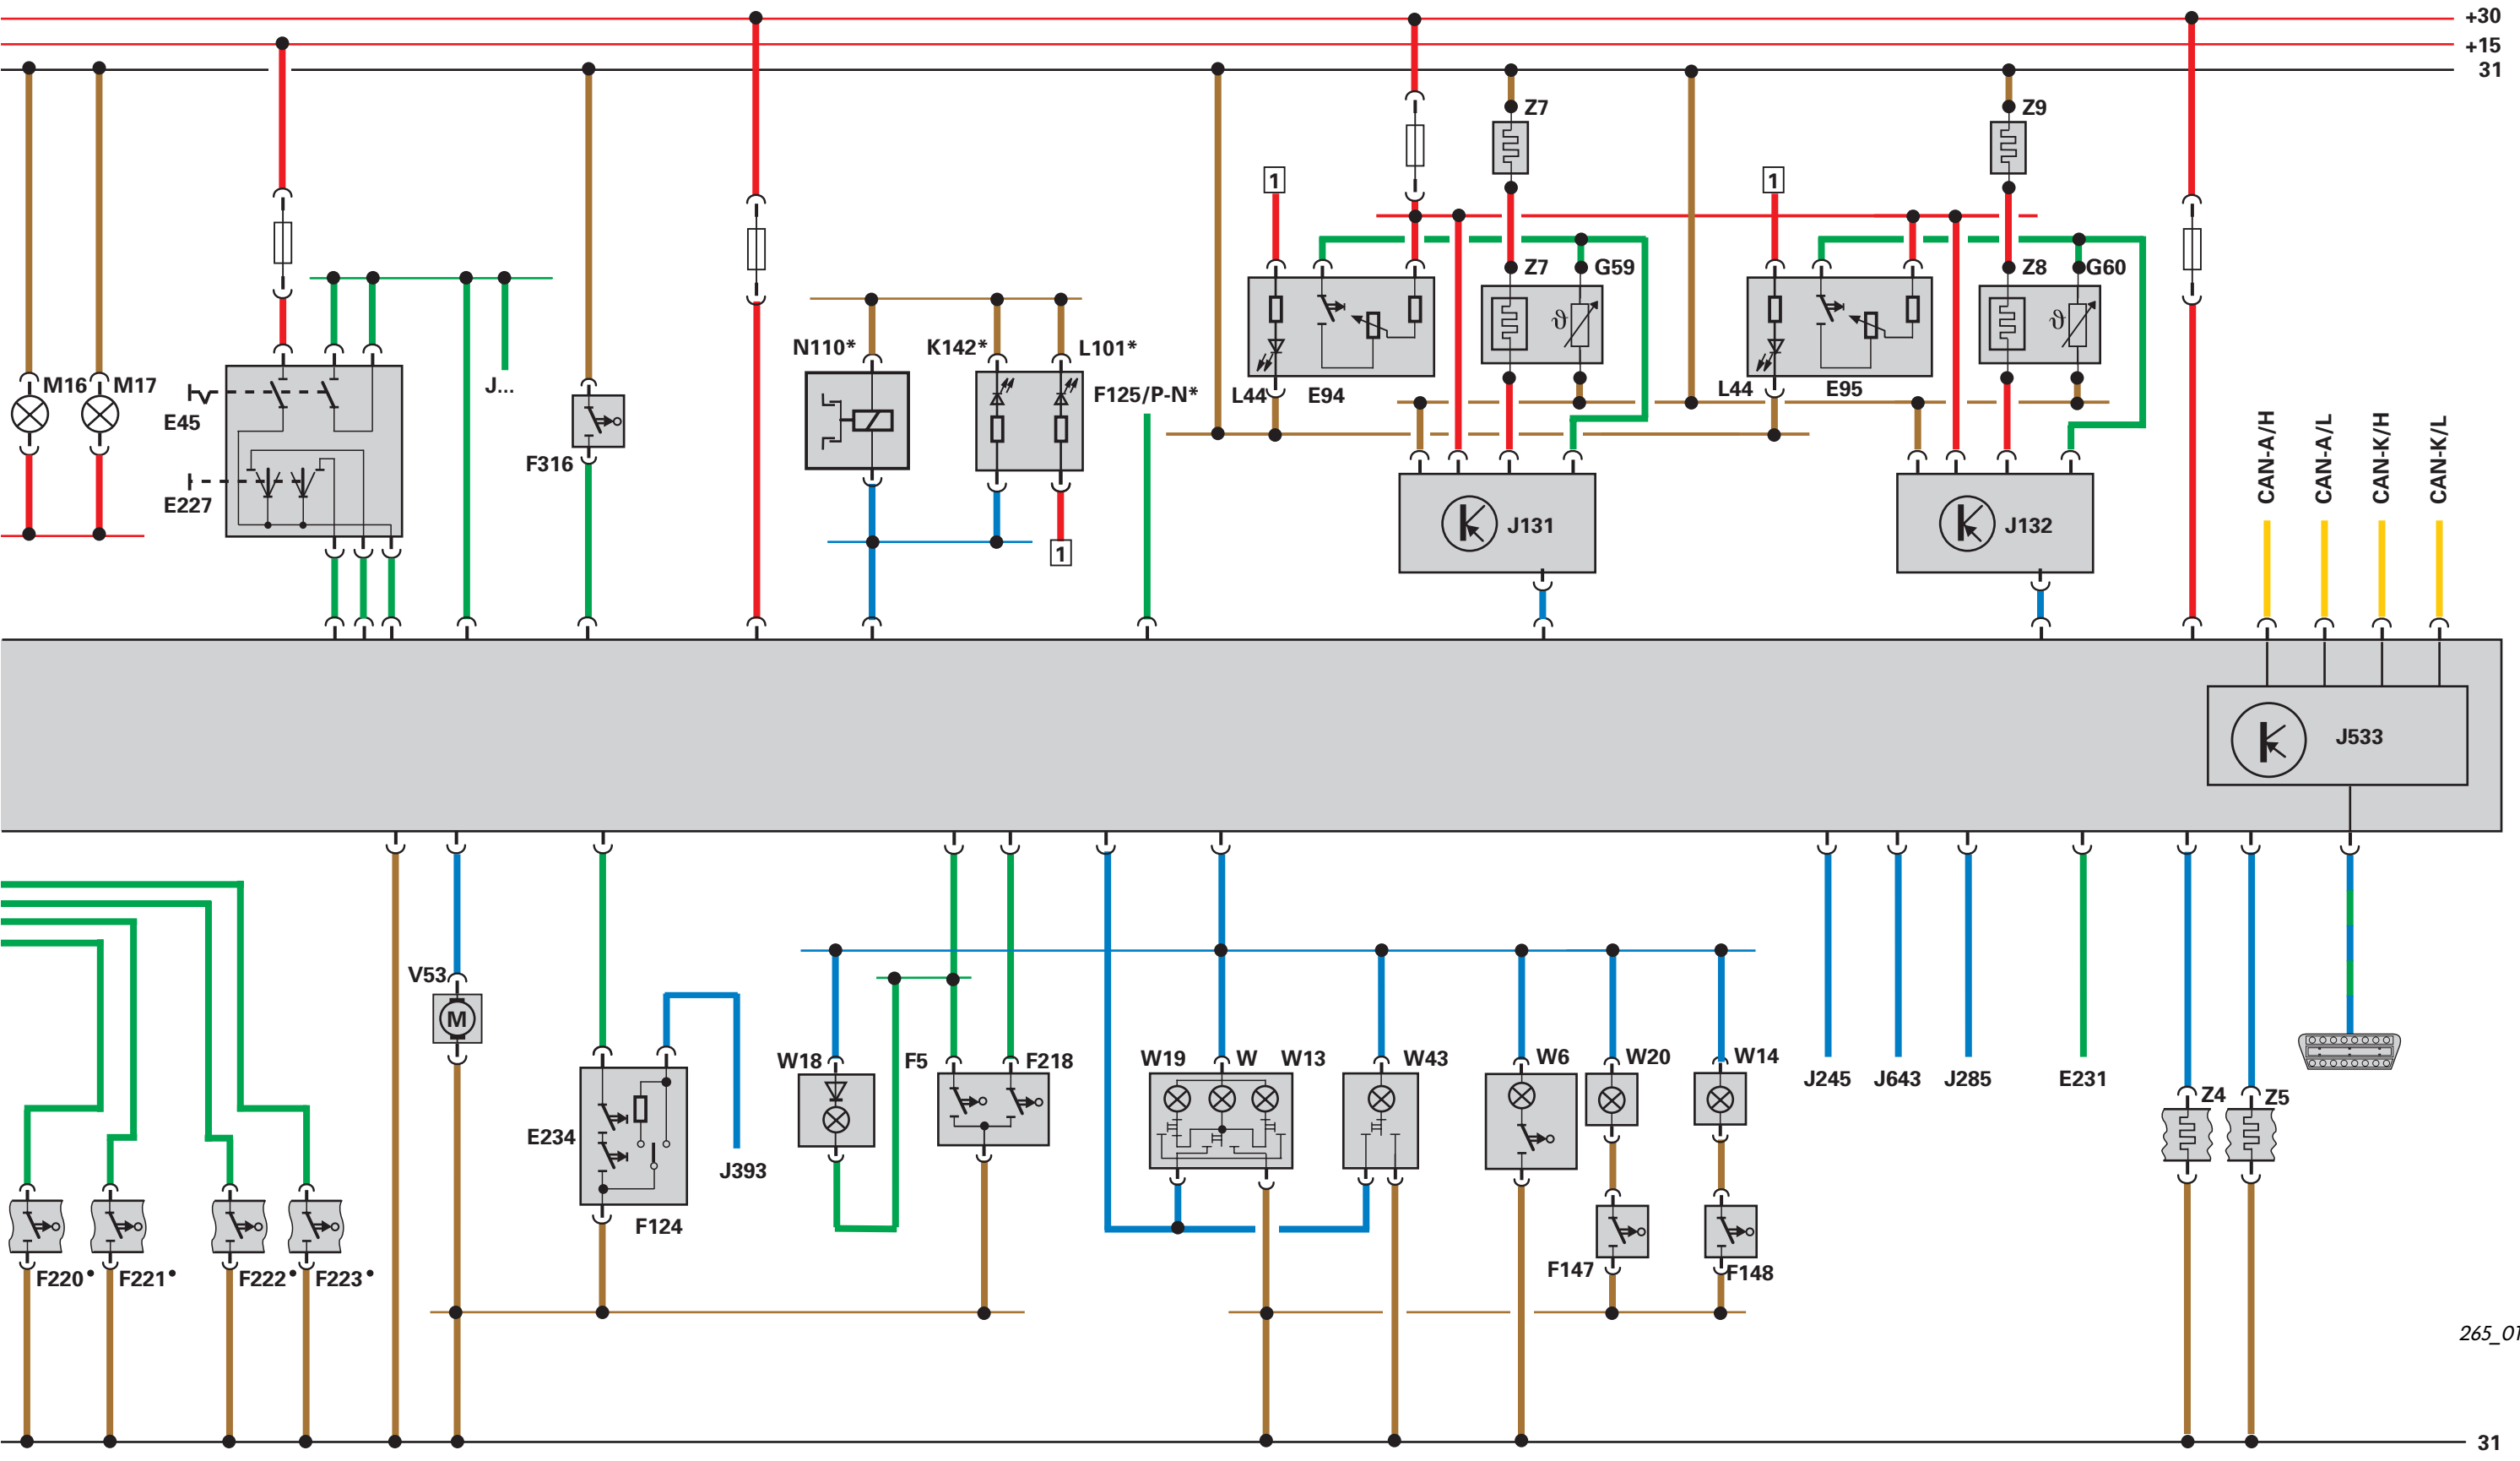 +30
+15
31
Z7
Z9
1
1
Z7
G59
Z8
G60
N110*
K142*
L101*
M16
M17
J...
F125/P-N*
L44
E94
L44
E95
E45
F316
E227
1
J131
J132
CAN-A/H
CAN-A/L
CAN-K/H
CAN-K/L
J533
V53
M
W18
F5
F218
W19
W
W13
W43
W6
W20
W14
J245
J643
J285
E231
Z4
Z5
E234
J393
F124
F147
F148
F220•
F221•
F222•
F223•
265_01
31